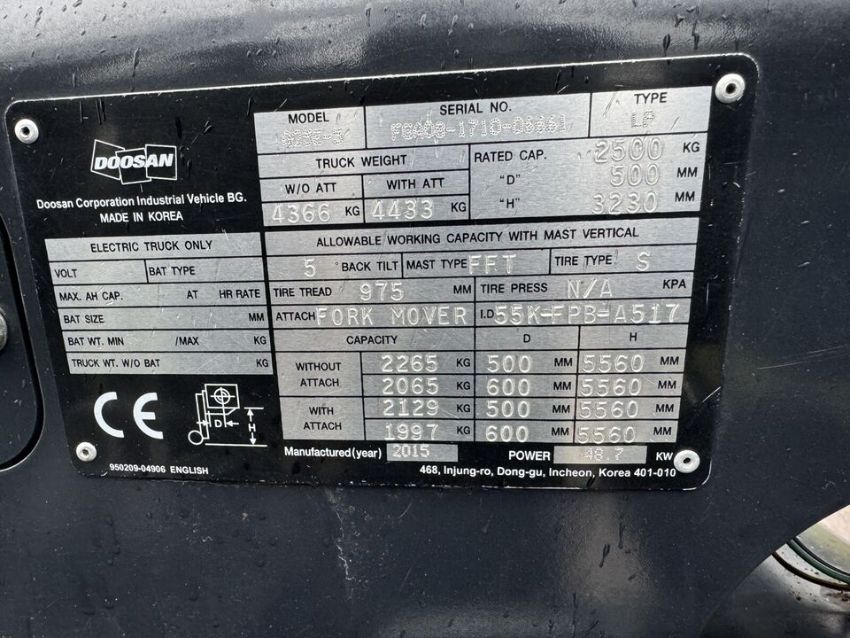 DOOSAN
Doosan Corporation Industrial Vehicle BG.
MADE IN KOREA
MODEL SERIAL NO. TYPE
LP
TRUCK WEIGHT
W/O ATT WITH ATT
4366 KG 4433 KG
RATED CAP. 2500 KG
"D" 500 MM
"H" 3230 MM
ELECTRIC TRUCK ONLY
VOLT BAT TYPE
MAX. AH CAP. AT HR RATE
BAT SIZE MM
BAT WT. MIN /MAX KG
TRUCK WT. W/O BAT KG
ALLOWABLE WORKING CAPACITY WITH MAST VERTICAL
5° BACK TILT MAST TYPE FFT TIRE TYPE S
TIRE TREAD 975 MM TIRE PRESS N/A KPA
ATTACH FORK MOVER I.D 55K-FPB-A517
CAPACITY D H
WITHOUT ATTACH 2265 KG 500 MM 5560 MM
2065 KG 600 MM 5560 MM
WITH ATTACH 2129 KG 500 MM 5560 MM
1997 KG 600 MM 5560 MM
CE
D
H
Manufactured(year) 2015 POWER 48.7 KW
950209-04906 ENGLISH
468, Injung-ro, Dong-gu, Incheon, Korea 401-010